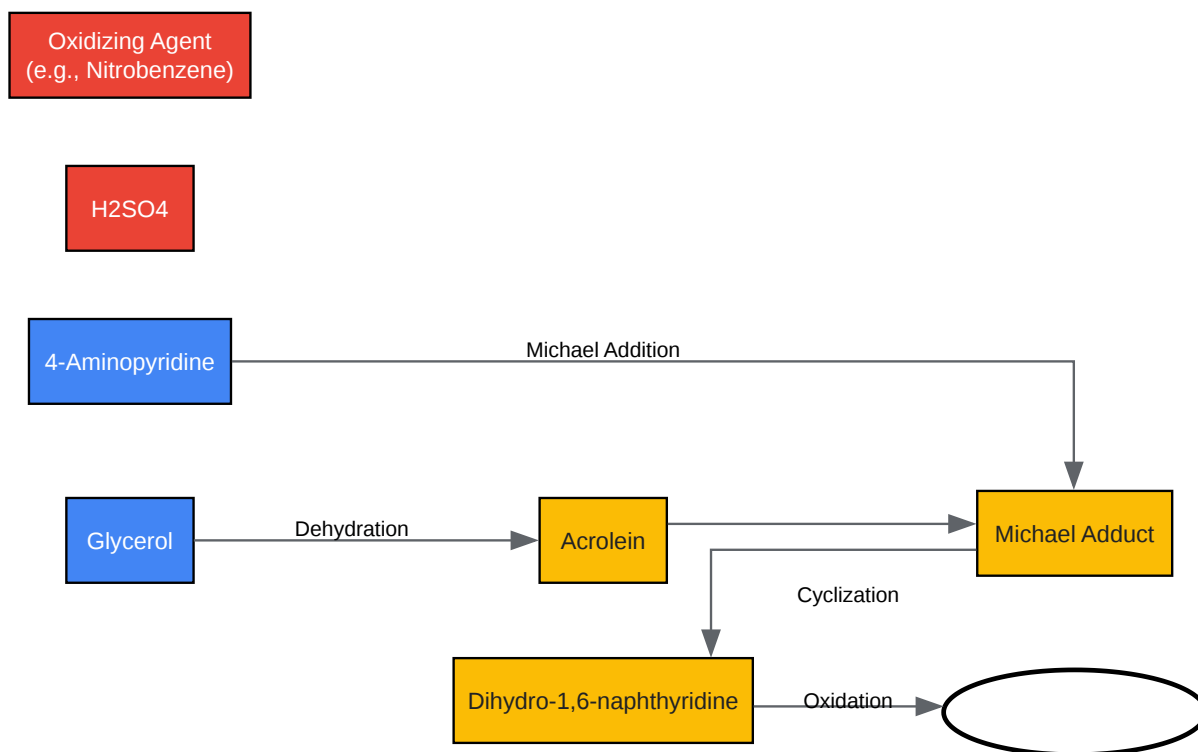 Oxidizing Agent
(e.g., Nitrobenzene)
H2SO4
4-Aminopyridine
Michael Addition
Glycerol
Dehydration
Acrolein
Michael Adduct
Cyclization
Dihydro-1,6-naphthyridine
Oxidation